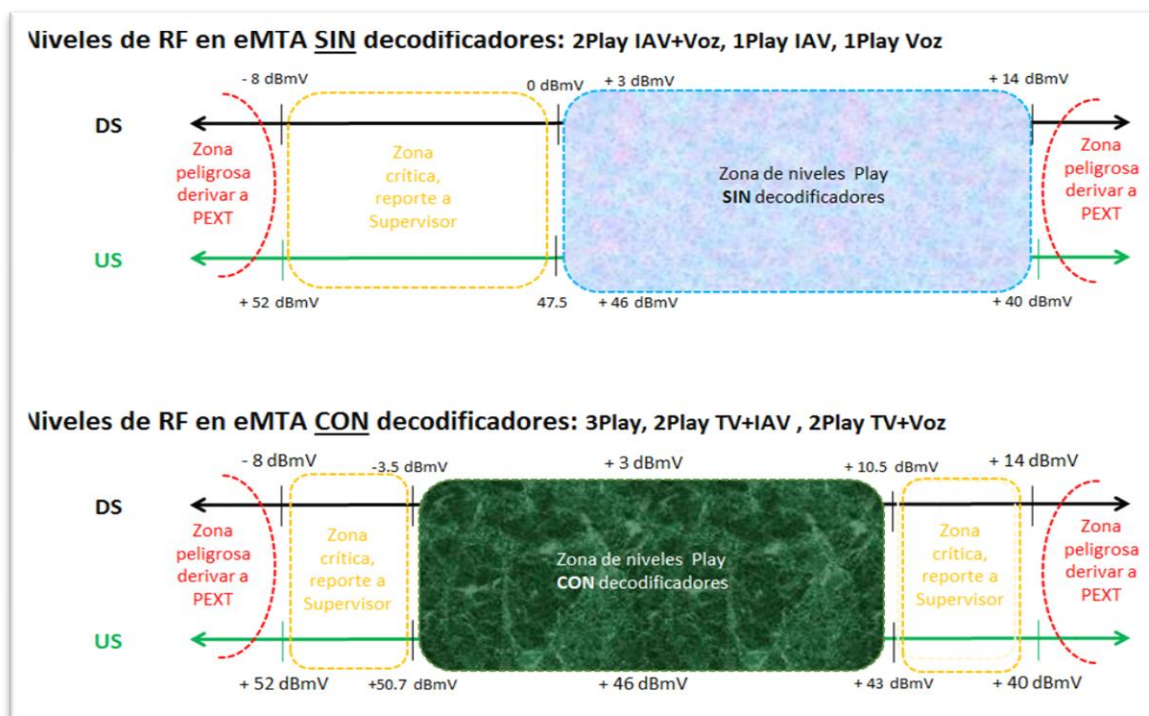 Niveles de RF en eMTA SIN decodificadores: 2Play IAV+Voz, 1Play IAV, 1Play Voz
- 8 dBmV
0 dBmV
+ 3 dBmV
+ 14 dBmV
DS
Zona
peligrosa
derivar a
PEXT
Zona
crítica,
reporte a
Supervisor
Zona de niveles Play
SIN decodificadores
Zona
peligrosa
derivar a
PEXT
US
+ 52 dBmV
47.5
+ 46 dBmV
+ 40 dBmV
Niveles de RF en eMTA CON decodificadores: 3Play, 2Play TV+IAV , 2Play TV+Voz
- 8 dBmV
-3.5 dBmV
+ 3 dBmV
+ 10.5 dBmV
+ 14 dBmV
DS
Zona
peligrosa
derivar a
PEXT
Zona
crítica,
reporte a
Supervisor
Zona de niveles Play
CON decodificadores
Zona
crítica,
reporte a
Supervisor
Zona
peligrosa
derivar a
PEXT
US
+ 52 dBmV
+50.7 dBmV
+ 46 dBmV
+ 43 dBmV
+ 40 dBmV